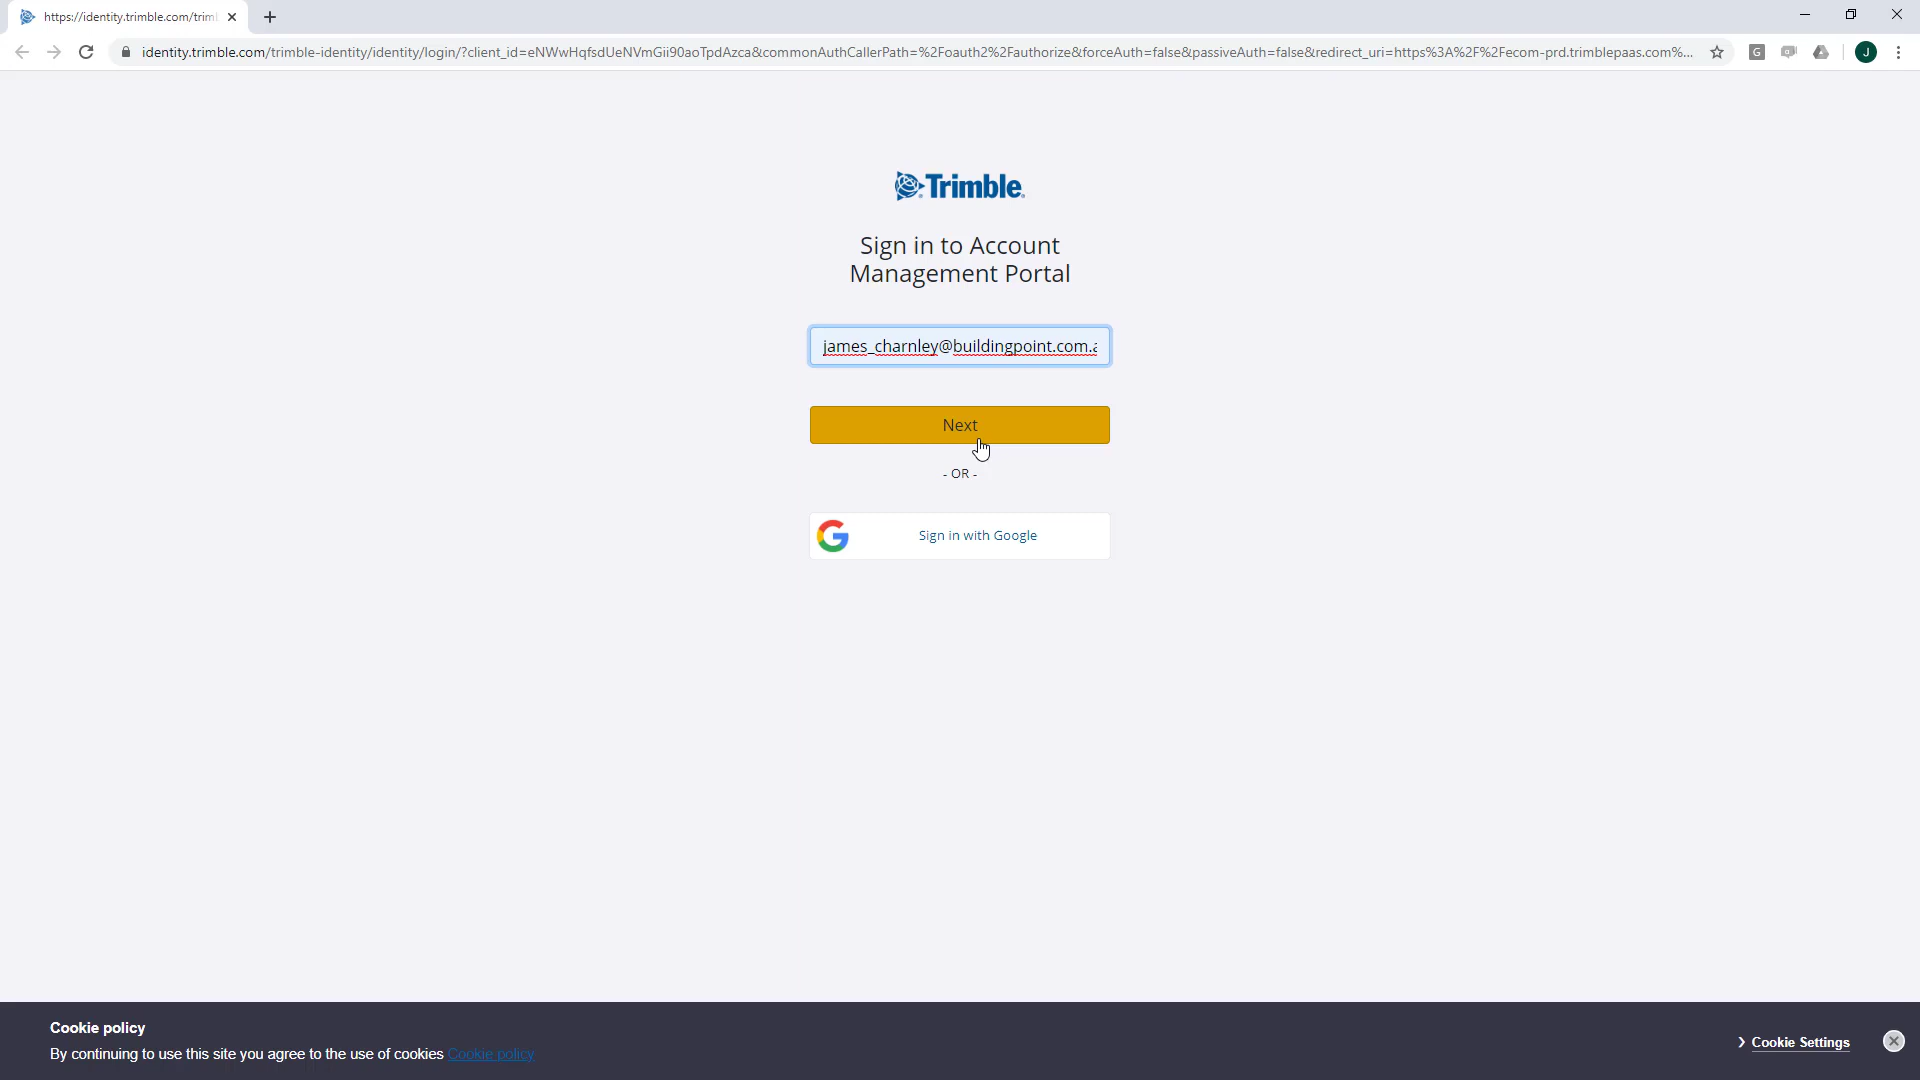 https://identity.trimble.com/trim
identity.trimble.com/trimble-identity/identity/login/?client_id=eNWwHqfsdUeNVmGii90aoTpdAzca&commonAuthCallerPath=%2Foauth2%2Fauthorize&forceAuth=false&passiveAuth=false&redirect_uri=https%3A%2F%2Fecom-prd.trimblepaas.com%...
G
J
Trimble
Sign in to Account
Management Portal
james_charnley@buildingpoint.com.a
Next
- OR -
Sign in with Google
Cookie policy
By continuing to use this site you agree to the use of cookies Cookie policy
Cookie Settings